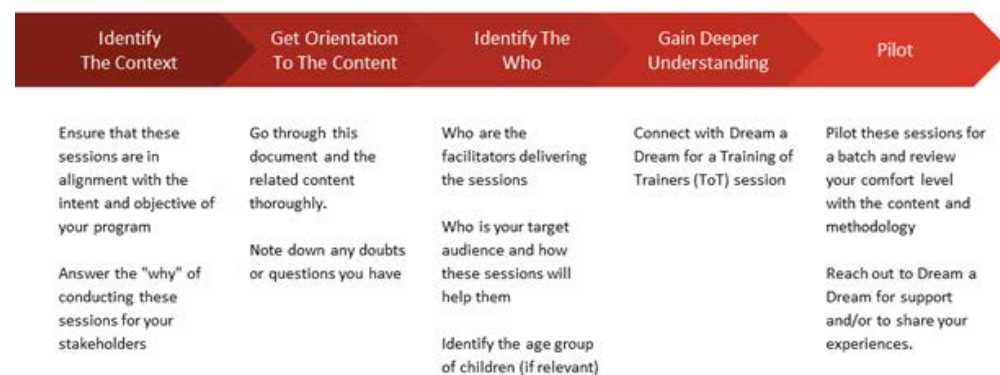 Identify
The Context
Get Orientation
To The Content
Identify The
Who
Gain Deeper
Understanding
Pilot
Ensure that these
sessions are in
alignment with the
intent and objective of
your program
Answer the "why" of
conducting these
sessions for your
stakeholders
Go through this
document and the
related content
thoroughly.
Note down any doubts
or questions you have
Who are the
facilitators delivering
the sessions
Who is your target
audience and how
these sessions will
help them
Identify the age group
of children (if relevant)
Connect with Dream a
Dream for a Training of
Trainers (ToT) session
Pilot these sessions for
a batch and review
your comfort level
with the content and
methodology
Reach out to Dream a
Dream for support
and/or to share your
experiences.